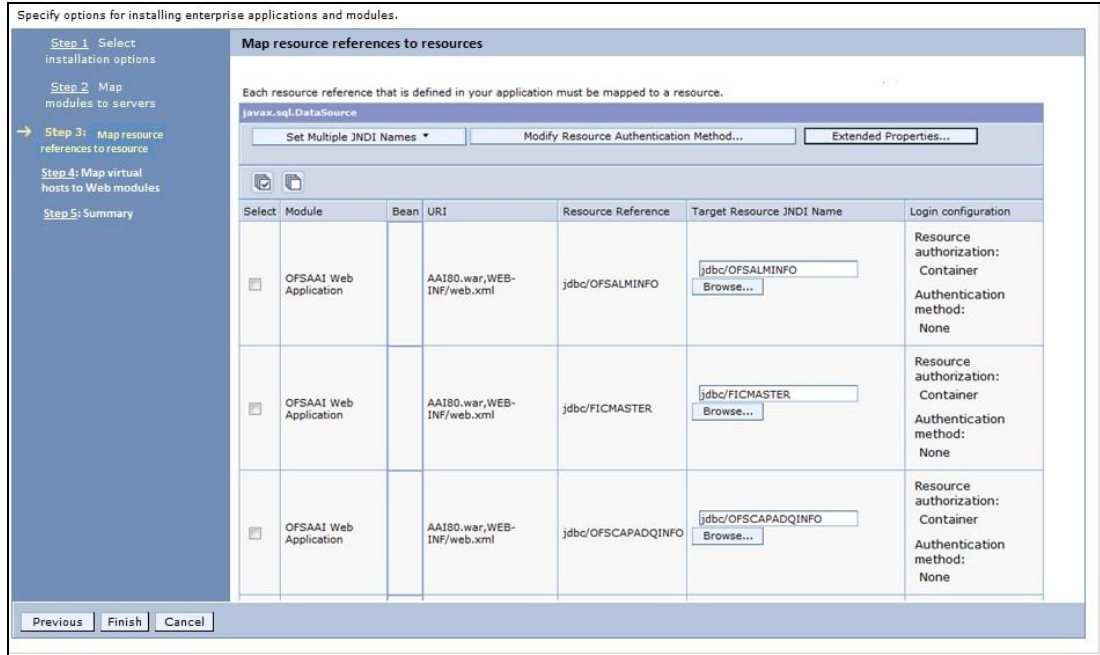 Specify options for installing enterprise applications and modules.
Step 1 Select
installation options
Step 2 Map
modules to servers
Step 3: Map resource
references to resource
Step 4: Map virtual
hosts to Web modules
Step 5: Summary
Map resource references to resources
Each resource reference that is defined in your application must be mapped to a resource.
javax.sql.DataSource
Set Multiple JNDI Names Modify Resource Authentication Method... Extended Properties...
Select Module Bean URI Resource Reference Target Resource JNDI Name Login configuration
OFSAAI Web
Application
AAI80.war,WEB-
INF/web.xml
jdbc/OFSALMINFO
jdbc/OFSALMINFO
Browse...
Resource
authorization:
Container
Authentication
method:
None
OFSAAI Web
Application
AAI80.war,WEB-
INF/web.xml
jdbc/FICMASTER
jdbc/FICMASTER
Browse...
Resource
authorization:
Container
Authentication
method:
None
OFSAAI Web
Application
AAI80.war,WEB-
INF/web.xml
jdbc/OFSCAPADQINFO
jdbc/OFSCAPADQINFO
Browse...
Resource
authorization:
Container
Authentication
method:
None
Previous Finish Cancel